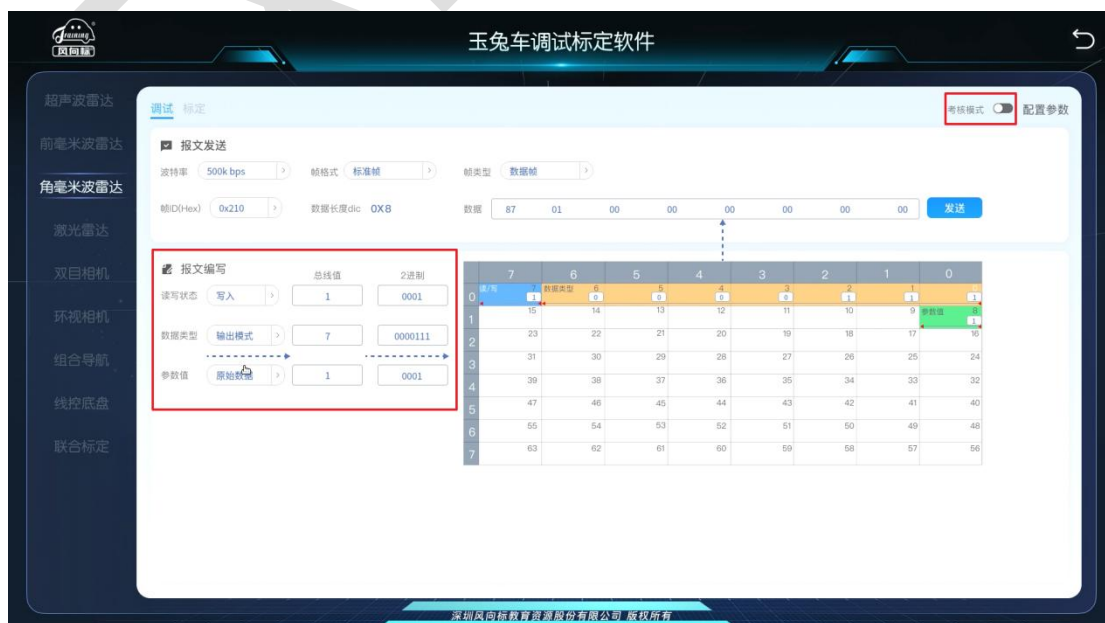 Fraining
风向标
玉兔车调试标定软件
超声波雷达
前毫米波雷达
角毫米波雷达
激光雷达
双目相机
环视相机
组合导航
线控底盘
联合标定
调试 标定
考核模式 配置参数
报文发送
波特率 500k bps 帧格式 标准帧 帧类型 数据帧
帧ID(Hex) 0x210 数据长度dic 0X8 数据 87 01 00 00 00 00 00 00 发送
报文编写 总线值 2进制
读写状态 写入 1 0001
数据类型 输出模式 7 0000111
参数值 原始数据 1 0001
7 6 5 4 3 2 1 0
0 读/写 7 数据类型 6 5 4 3 2 1
1 0 0 0 0 1 1 1
1 15 14 13 12 11 10 9 参数值 8
1
2 23 22 21 20 19 18 17 16
3 31 30 29 28 27 26 25 24
4 39 38 37 36 35 34 33 32
5 47 46 45 44 43 42 41 40
6 55 54 53 52 51 50 49 48
7 63 62 61 60 59 58 57 56
深圳风向标教育资源股份有限公司 版权所有